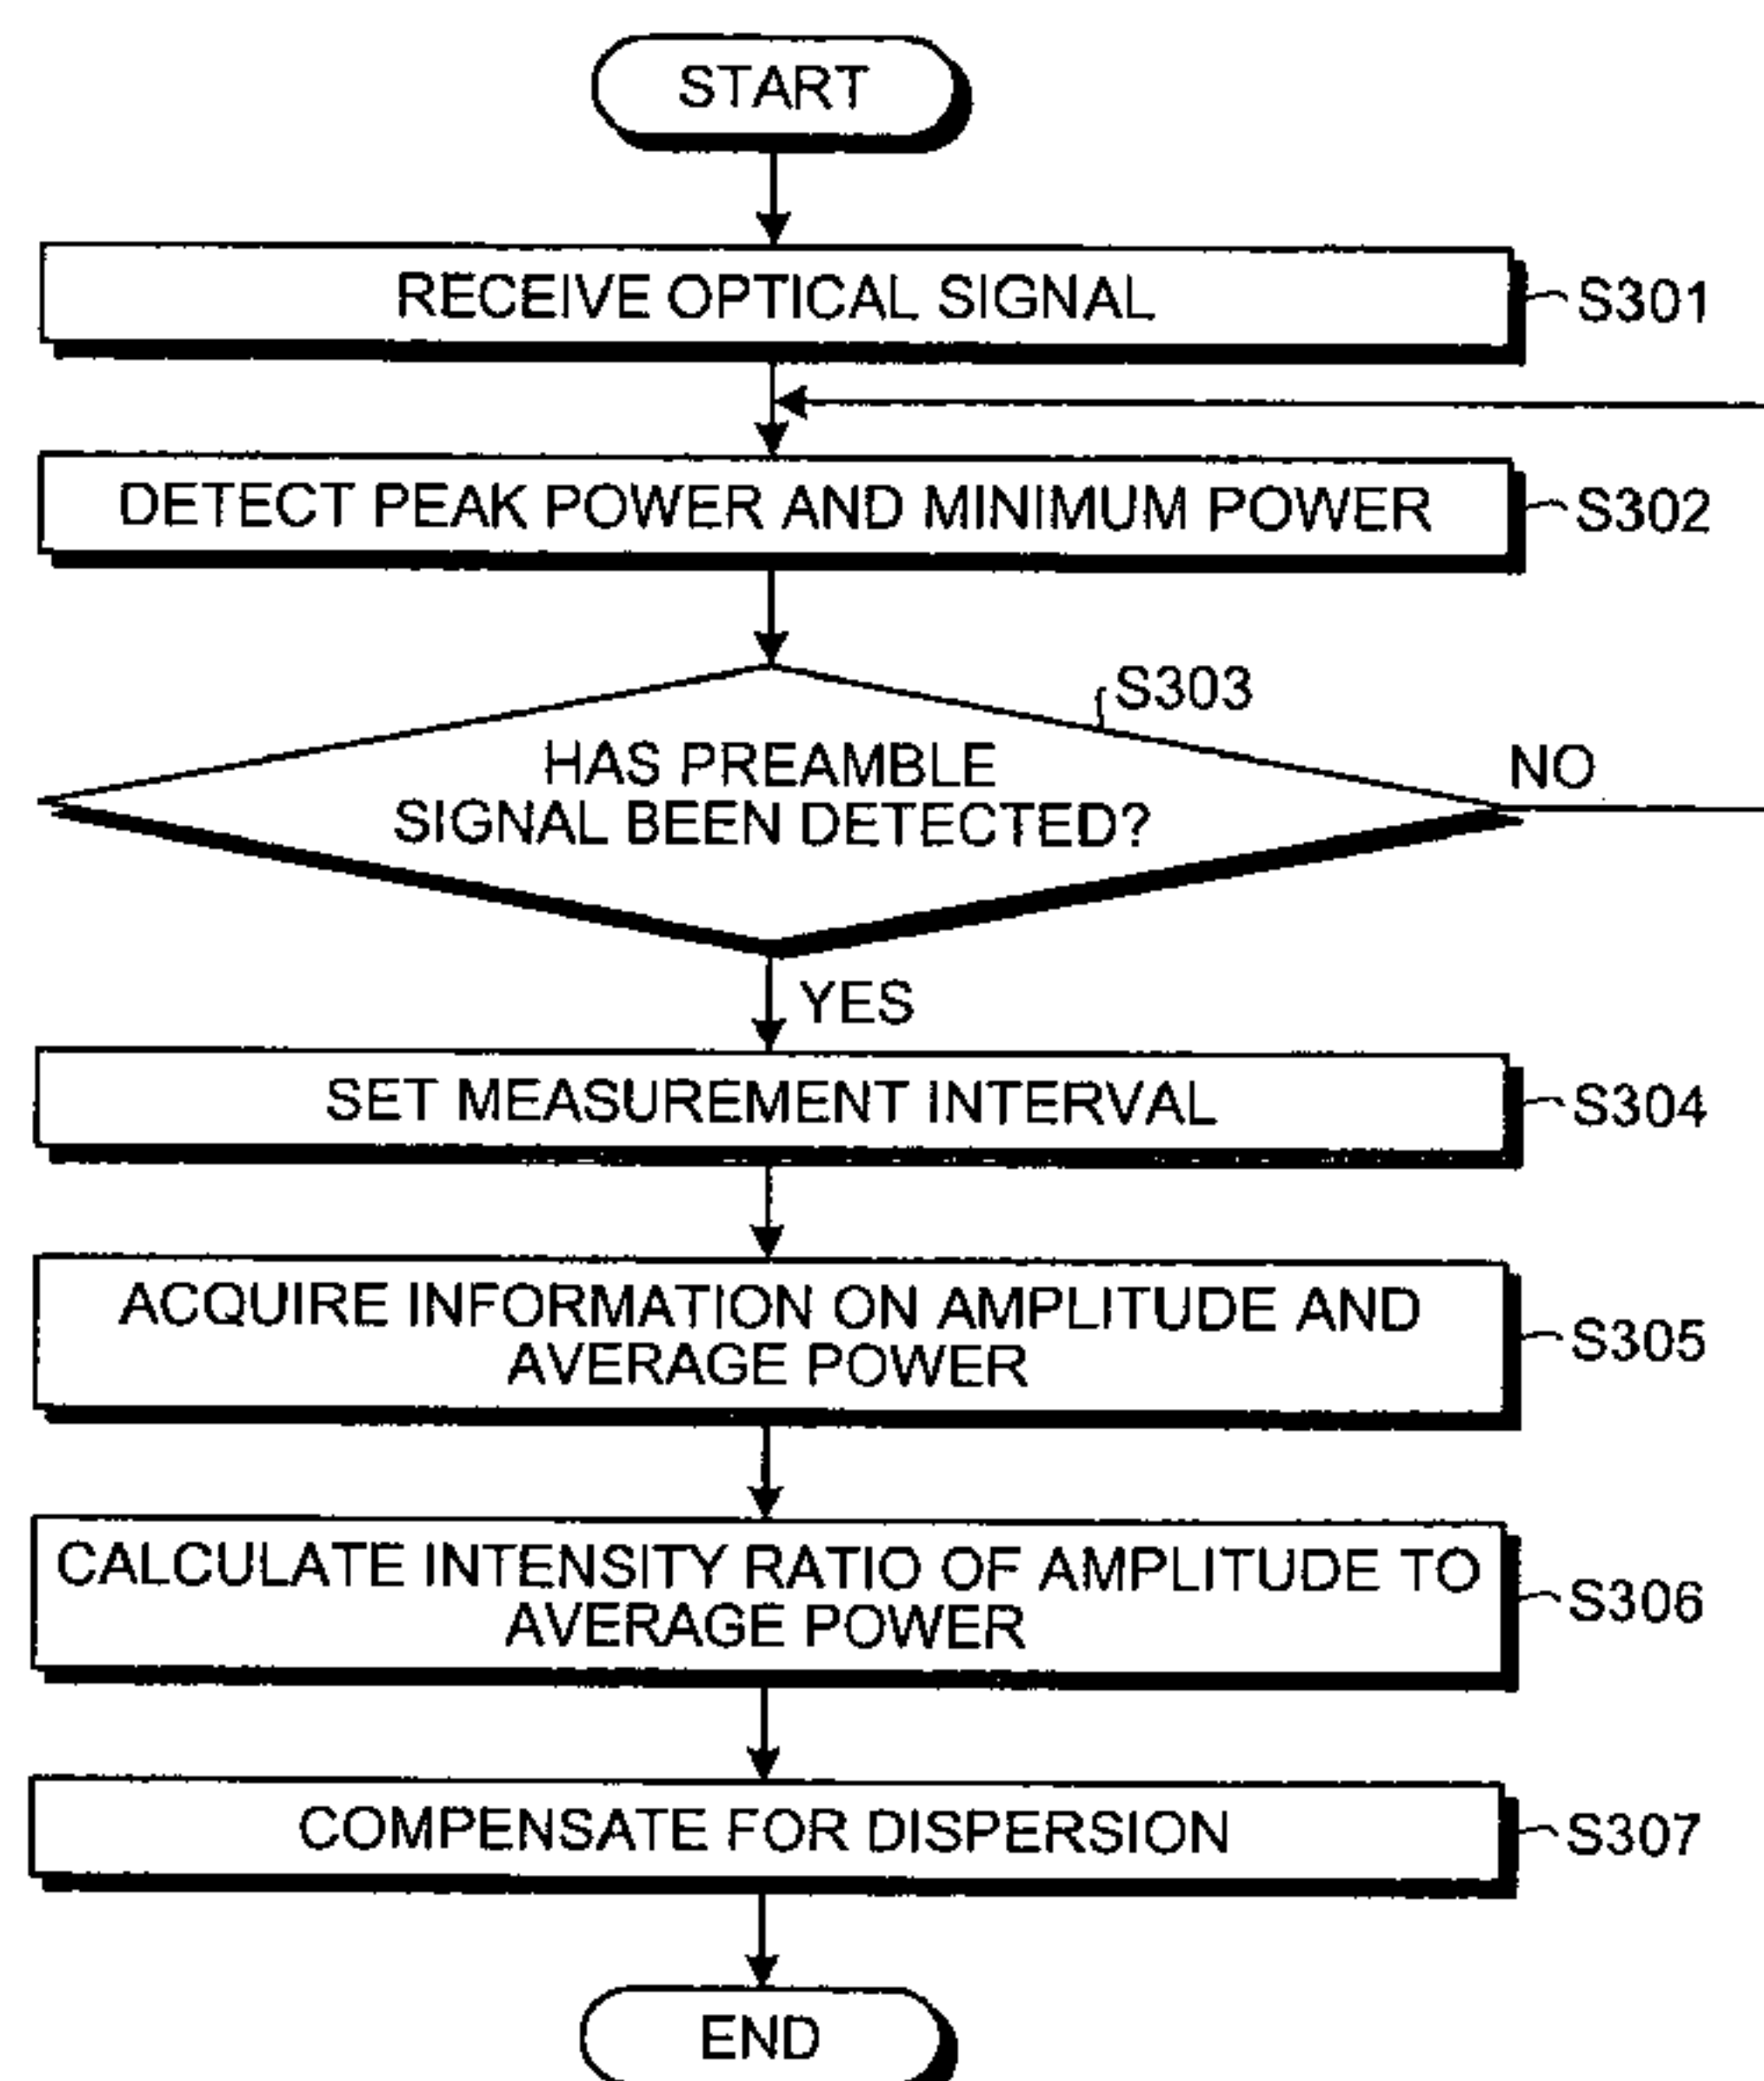 START
RECEIVE OPTICAL SIGNAL
S301
DETECT PEAK POWER AND MINIMUM POWER
S302
S303
HAS PREAMBLE
SIGNAL BEEN DETECTED?
NO
YES
SET MEASUREMENT INTERVAL
S304
ACQUIRE INFORMATION ON AMPLITUDE AND
AVERAGE POWER
S305
CALCULATE INTENSITY RATIO OF AMPLITUDE TO
AVERAGE POWER
S306
COMPENSATE FOR DISPERSION
S307
END